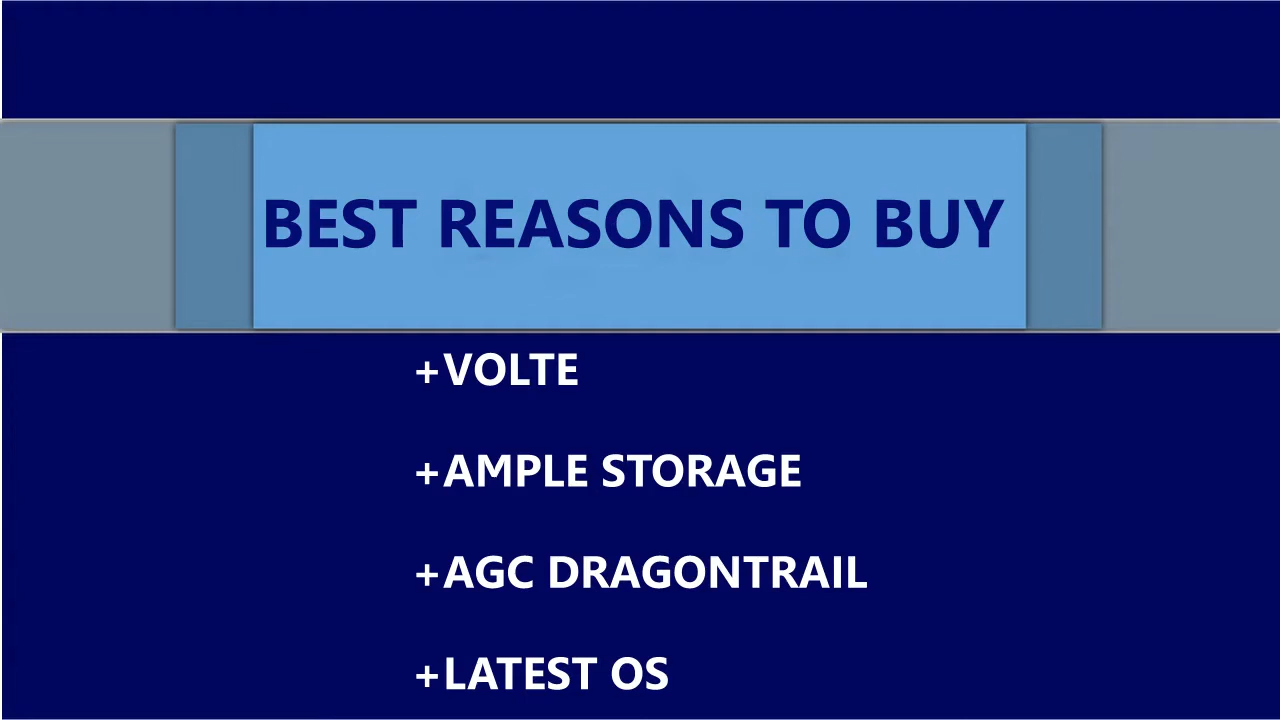 BEST REASONS TO BUY
+VOLTE
+AMPLE STORAGE
+AGC DRAGONTRAIL
+LATEST OS